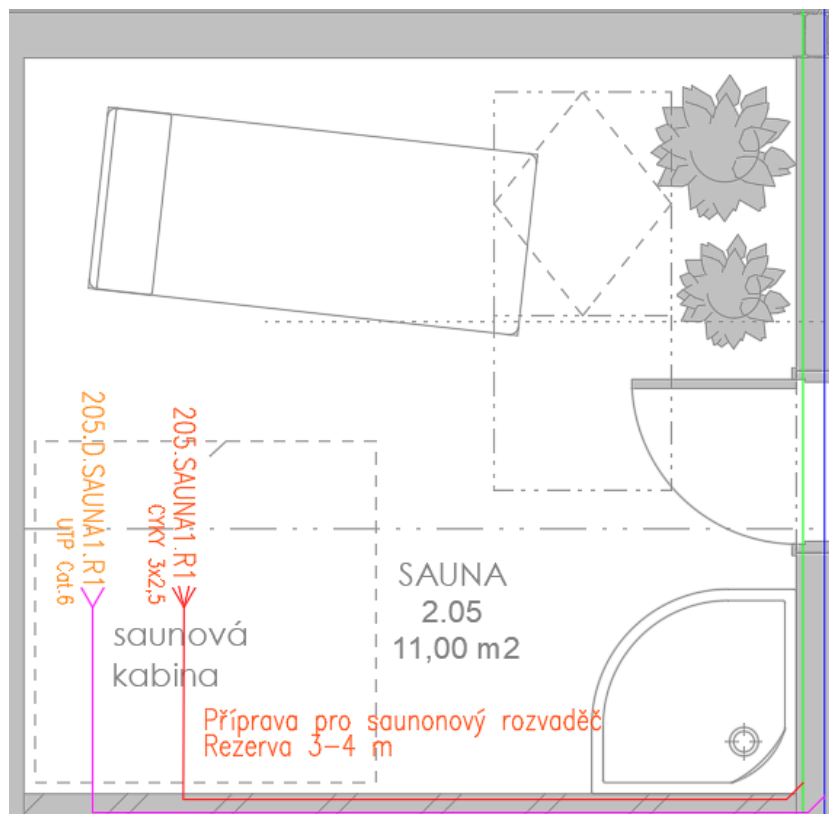 205.D.SAUNA1.R1
UTP Cat.6
205.SAUNA1.R1
CYKY 3x2,5
SAUNA
2.05
11,00 m2
saunová
kabina
Příprava pro saunonový rozvaděč
Rezerva 3-4 m